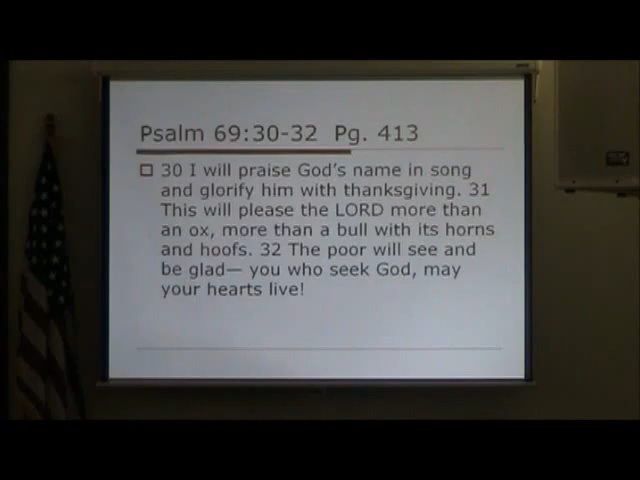 Psalm 69:30-32 Pg. 413
30 I will praise God's name in song
and glorify him with thanksgiving. 31
This will please the LORD more than
an ox, more than a bull with its horns
and hoofs. 32 The poor will see and
be glad— you who seek God, may
your hearts live!